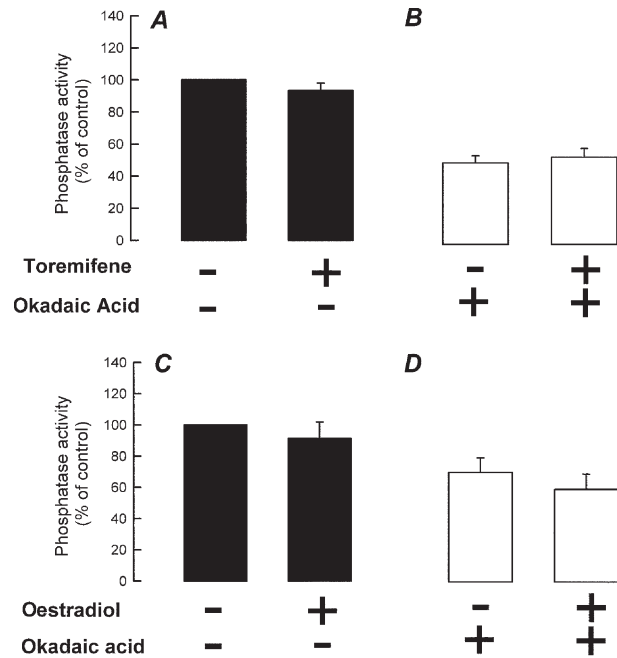 A
B
Phosphatase activity
(% of control)
140
120
100
80
60
40
20
0
Toremifene - + - +
Okadaic Acid - - + +
C
D
Phosphatase activity
(% of control)
140
120
100
80
60
40
20
0
Oestradiol - + - +
Okadaic acid - - + +